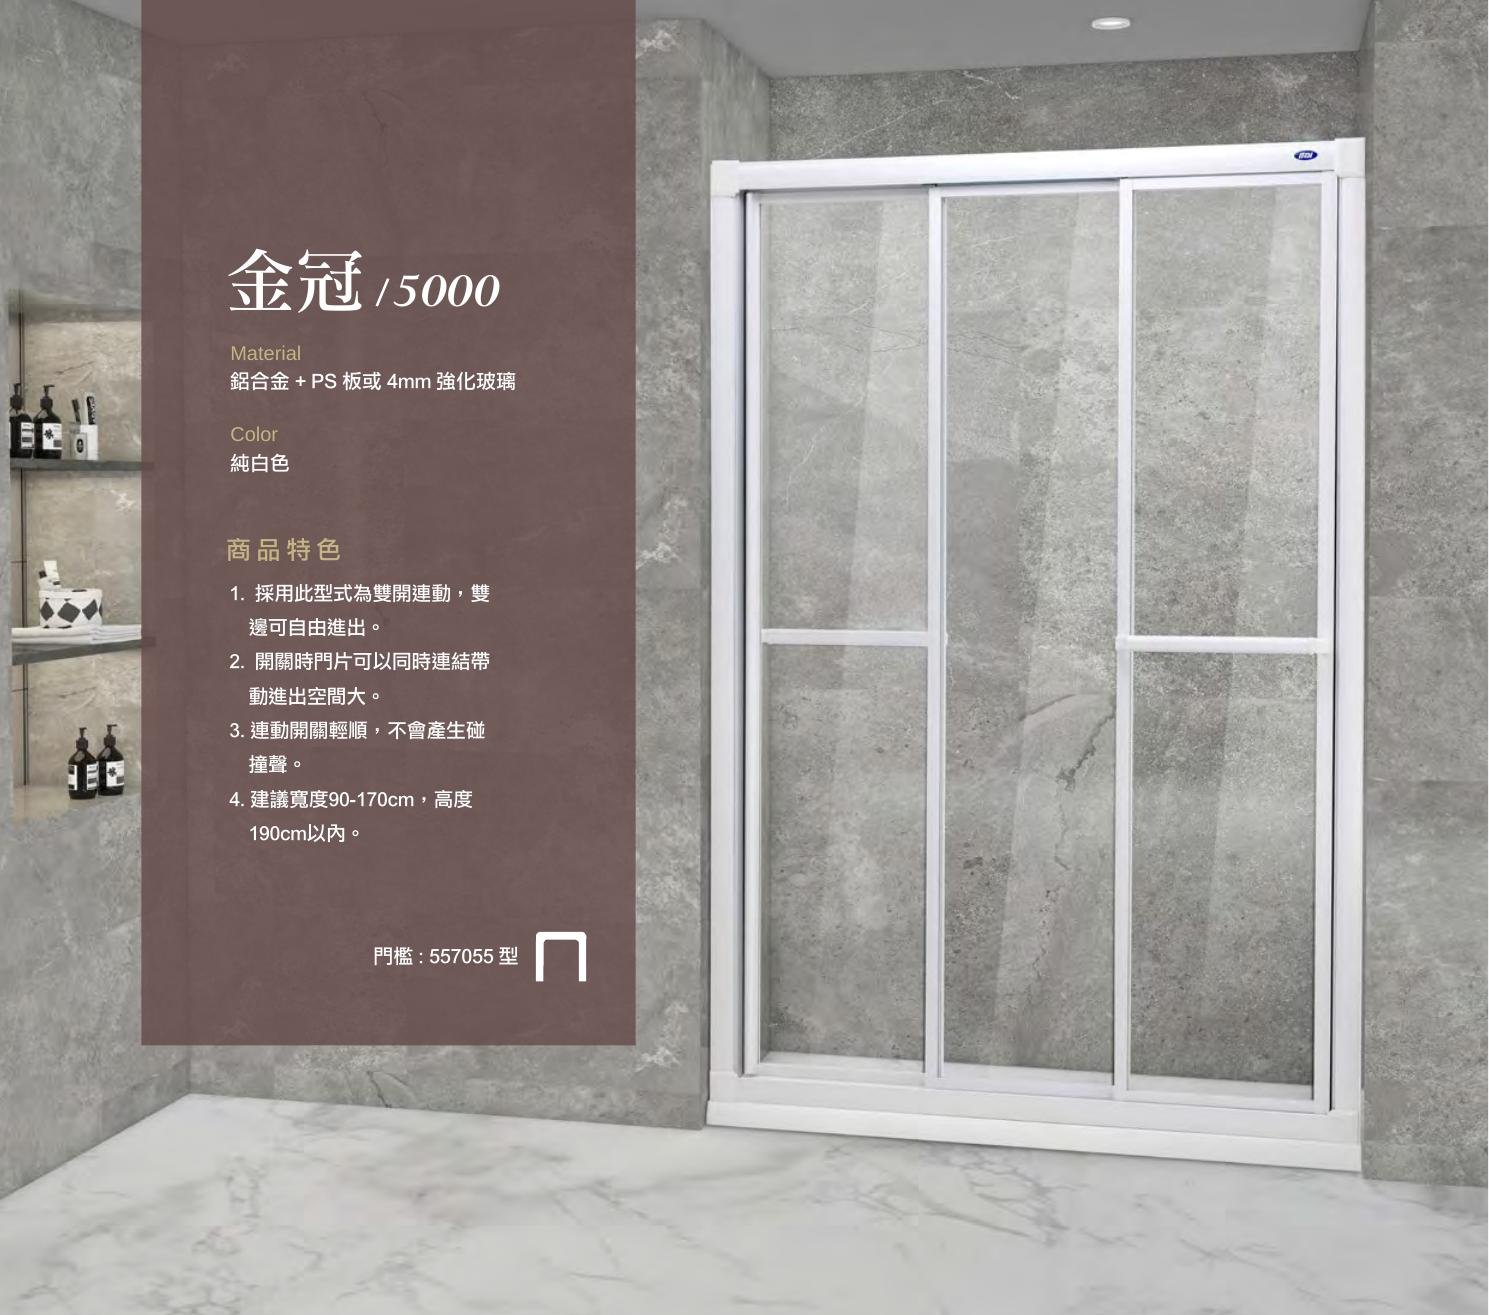 金冠 / 5000
Material
鋁合金 + PS 板或 4mm 強化玻璃
Color
純白色
商品特色
1. 採用此型式為雙開連動，雙
邊可自由進出。
2. 開關時門片可以同時連結帶
動進出空間大。
3. 連動開關輕順，不會產生碰
撞聲。
4. 建議寬度90-170cm，高度
190cm以內。
門檻 : 557055 型